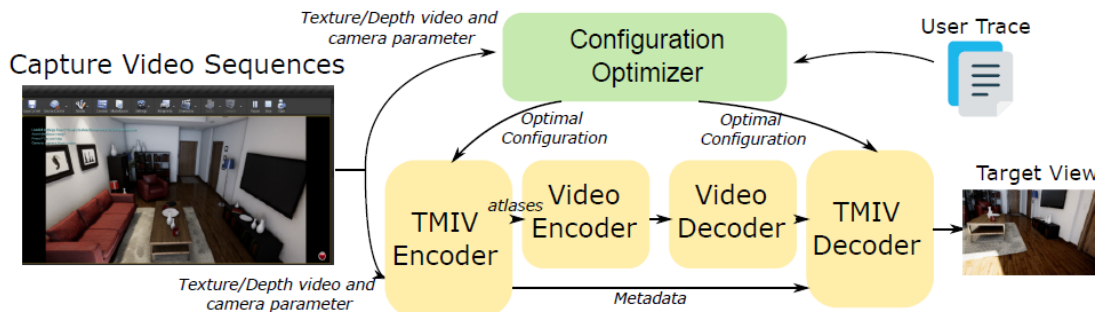 Texture/Depth video and
camera parameter
Configuration
Optimizer
User Trace
Capture Video Sequences
Optimal
Configuration
Optimal
Configuration
Target View
TMIV
Encoder
atlases
Video
Encoder
Video
Decoder
TMIV
Decoder
Texture/Depth video and
camera parameter
Metadata